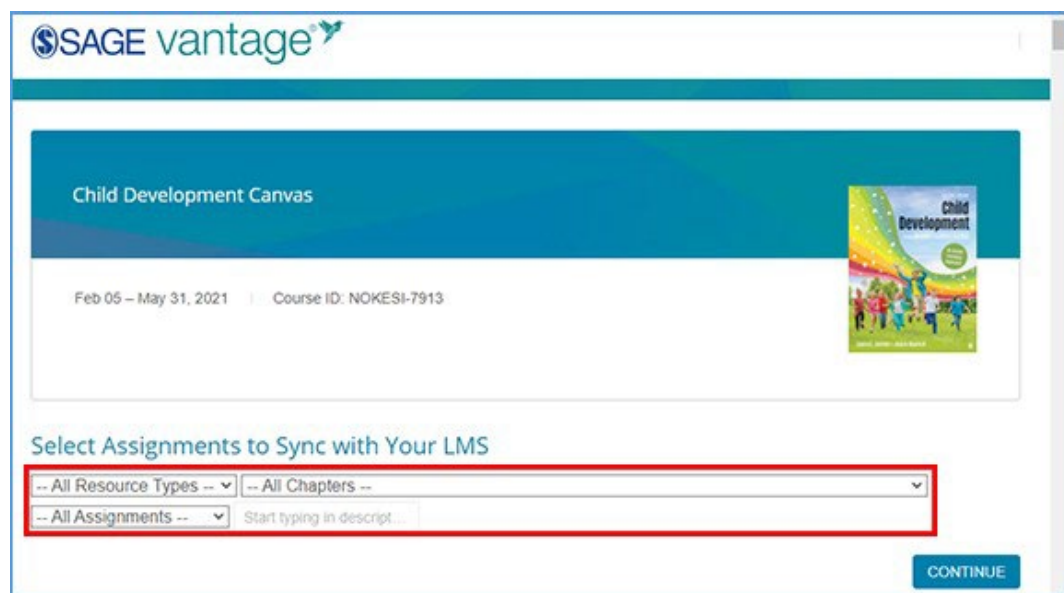 SAGE vantage®
Child Development Canvas
Child
Development
Feb 05 – May 31, 2021 Course ID: NOKESI-7913
Select Assignments to Sync with Your LMS
-- All Resource Types -- -- All Chapters --
-- All Assignments -- Start typing in descript...
CONTINUE